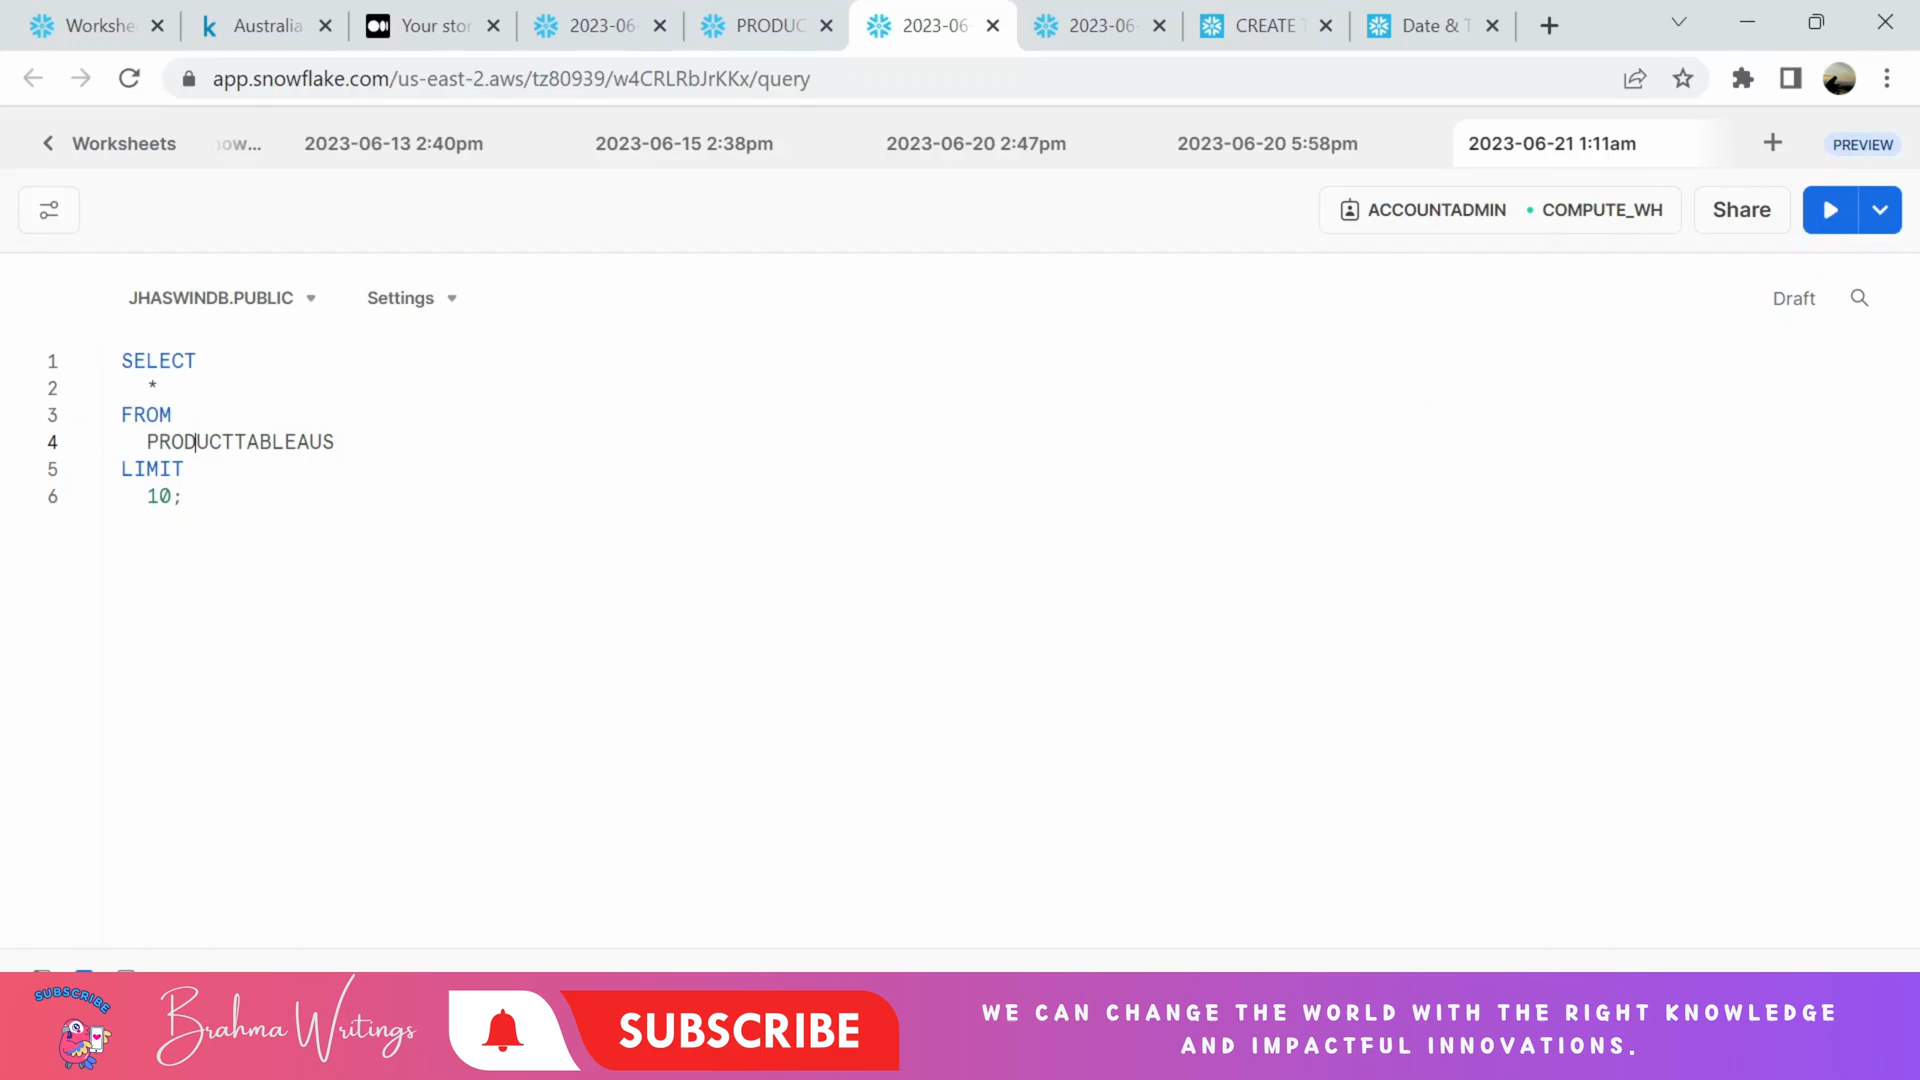 Workshe
Australia
Your stor
2023-06-
PRODUC
2023-06-
2023-06-
CREATE T
Date & T
app.snowflake.com/us-east-2.aws/tz80939/w4CRLRbJrKKx/query
Worksheets
ow...
2023-06-13 2:40pm
2023-06-15 2:38pm
2023-06-20 2:47pm
2023-06-20 5:58pm
2023-06-21 1:11am
PREVIEW
ACCOUNTADMIN
COMPUTE_WH
Share
JHASWINDB.PUBLIC
Settings
Draft
1 SELECT
2 *
3 FROM
4 PRODUCTTABLEAUS
5 LIMIT
6 10;
SUBSCRIBE
Brahma Writings
SUBSCRIBE
WE CAN CHANGE THE WORLD WITH THE RIGHT KNOWLEDGE
AND IMPACTFUL INNOVATIONS.